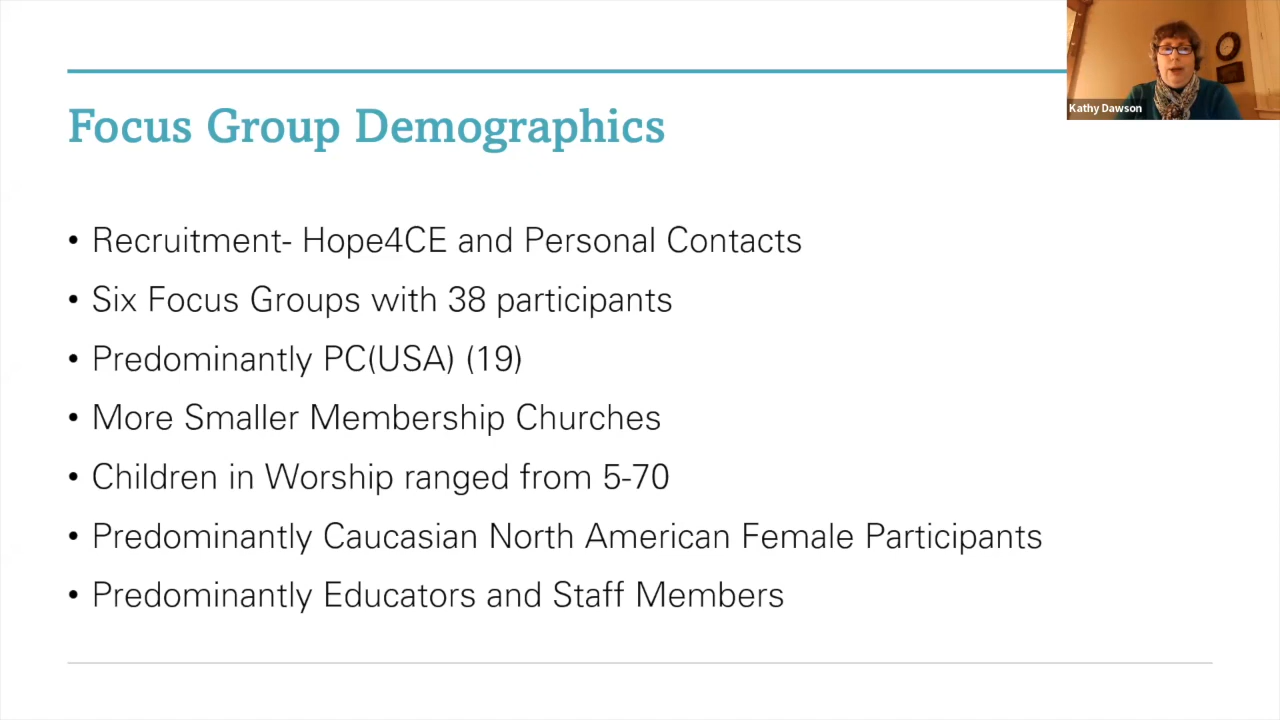 Kathy Dawson
Focus Group Demographics
• Recruitment- Hope4CE and Personal Contacts
• Six Focus Groups with 38 participants
• Predominantly PC(USA) (19)
• More Smaller Membership Churches
• Children in Worship ranged from 5-70
• Predominantly Caucasian North American Female Participants
• Predominantly Educators and Staff Members